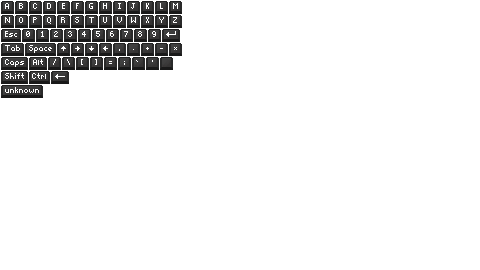 A B C D E F G H I J K L M
N O P Q R S T U V W X Y Z
Esc 0 1 2 3 4 5 6 7 8 9 ↵
Tab Space ↑ → ↓ ← , . + - ×
Caps Alt / \ [ ] = ; ` '
Shift Ctrl ←
unknown